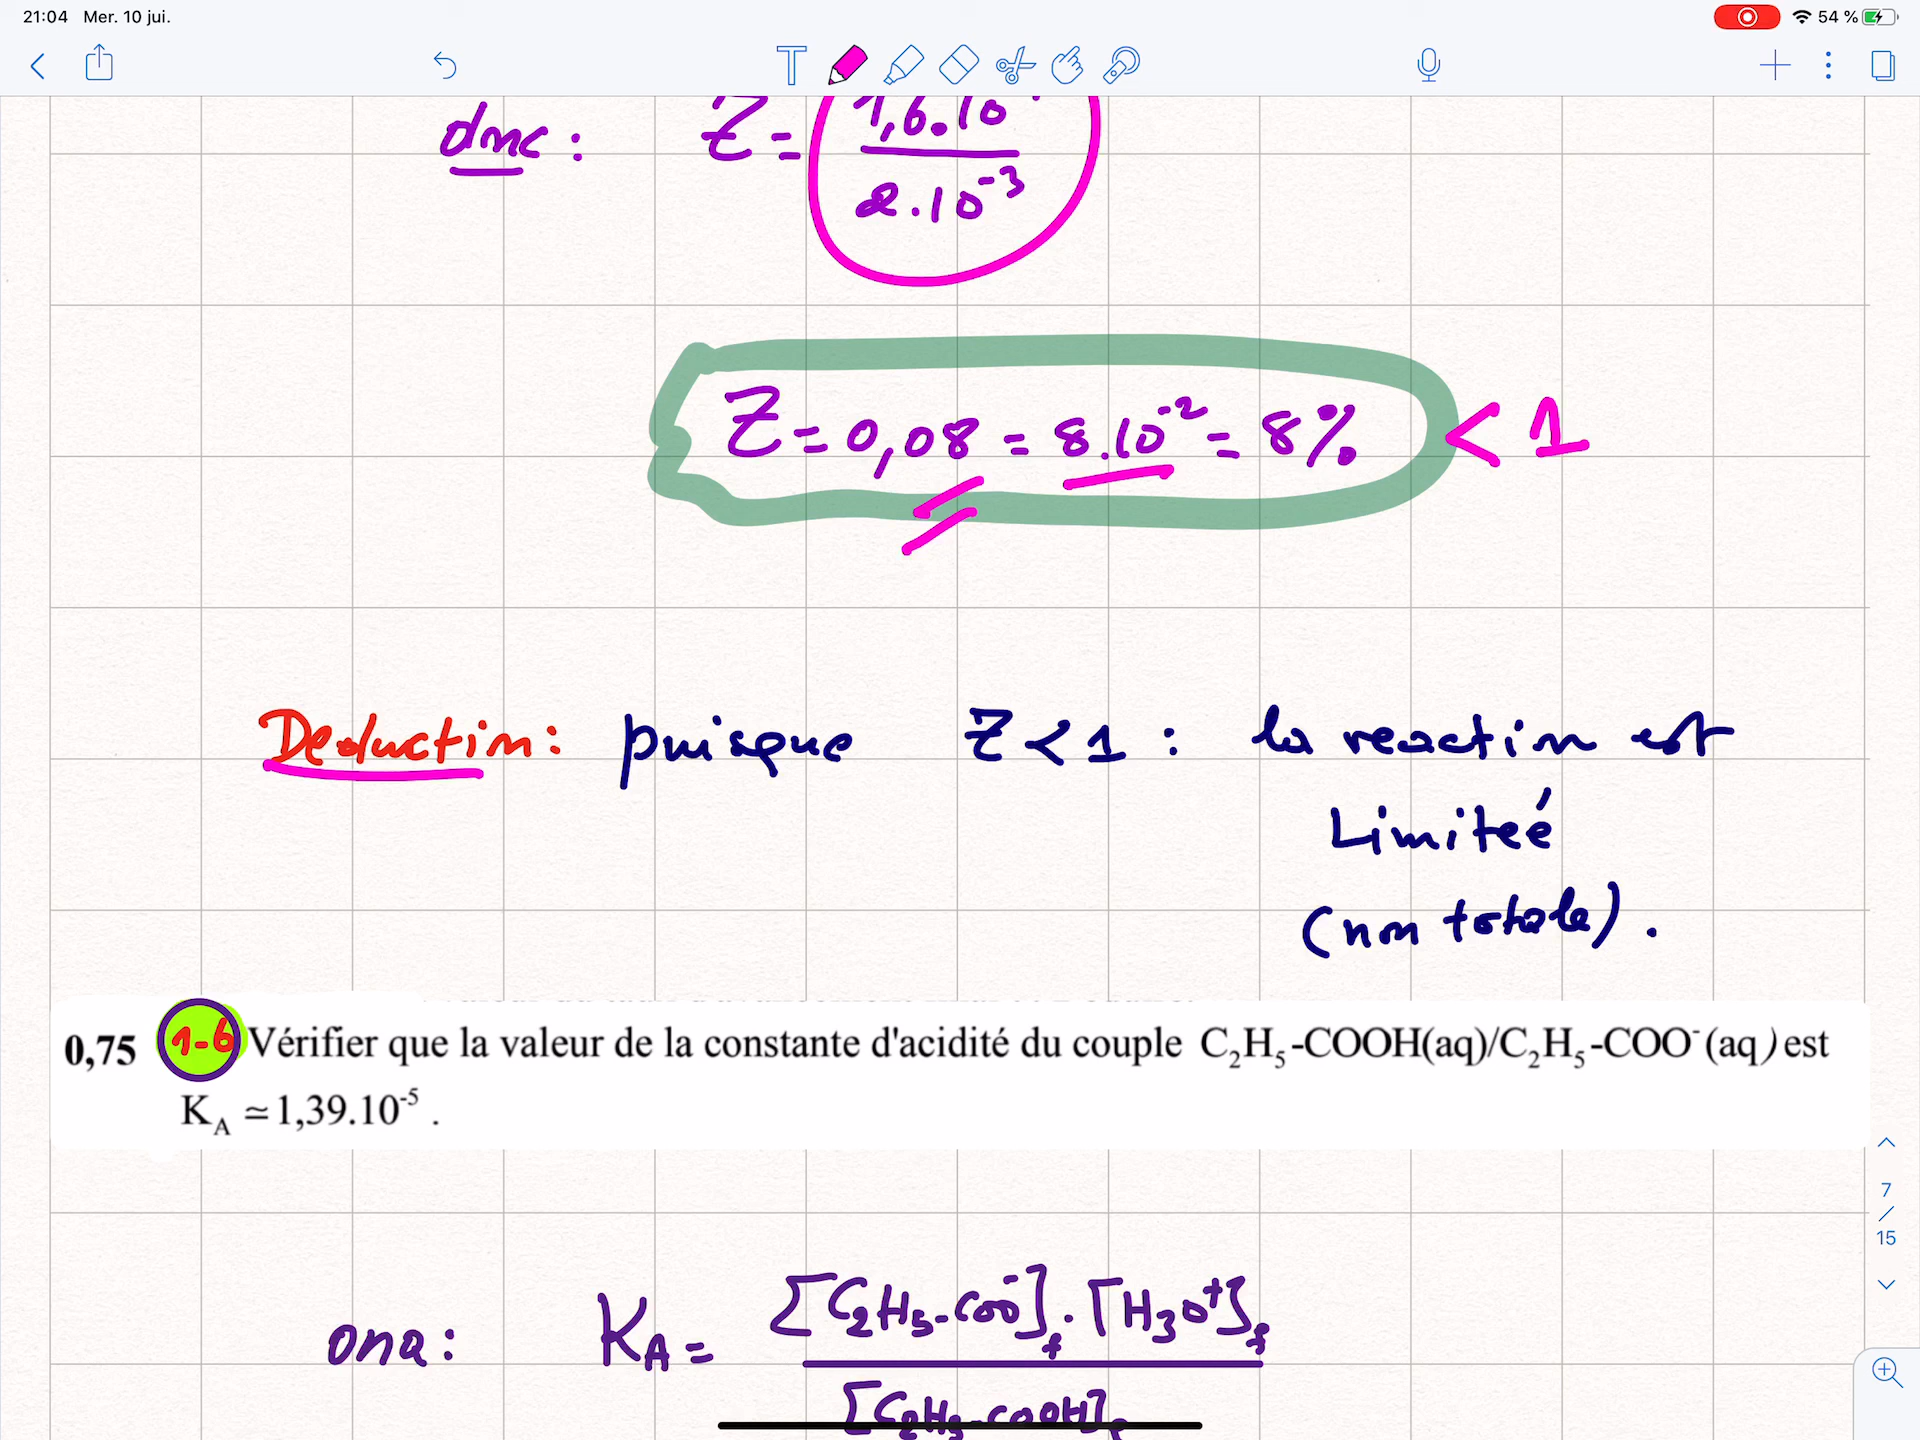 21:04 Mer. 10 jui. 54 %
donc : Z = 1,6.10
2.10⁻³
Z = 0,08 = 8.10⁻² = 8% < 1
Deduction : puisque Z < 1 : la reaction est
Limiteé
(non totale).
0,75 1-6 Vérifier que la valeur de la constante d'acidité du couple C₂H₅-COOH(aq)/C₂H₅-COO⁻(aq) est
K_A ≃ 1,39.10⁻⁵ .
7
/
15
ona : K_A = [C₂H₅-COO⁻]f . [H₃O⁺]f
[C₂H₅-COOH]f